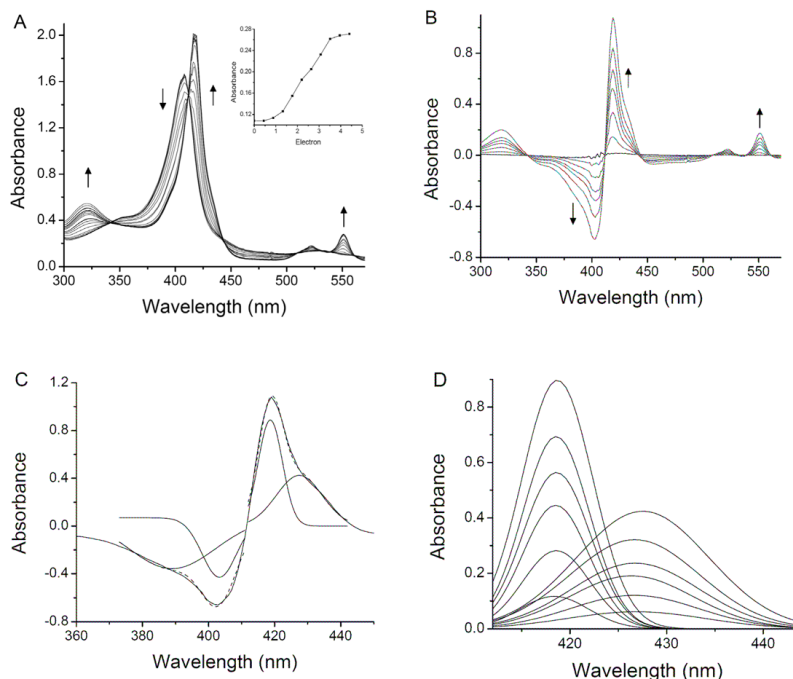 A
2.0
1.6
1.2
0.8
0.4
0.0
Absorbance
300 350 400 450 500 550
Wavelength (nm)
0.28
0.24
0.20
0.16
0.12
Absorbance
0 1 2 3 4 5
Electron
B
0.8
0.4
0.0
-0.4
-0.8
Absorbance
300 350 400 450 500 550
Wavelength (nm)
C
1.2
0.8
0.4
0.0
-0.4
-0.8
Absorbance
360 380 400 420 440
Wavelength (nm)
D
0.8
0.6
0.4
0.2
0.0
Absorbance
420 430 440
Wavelength (nm)